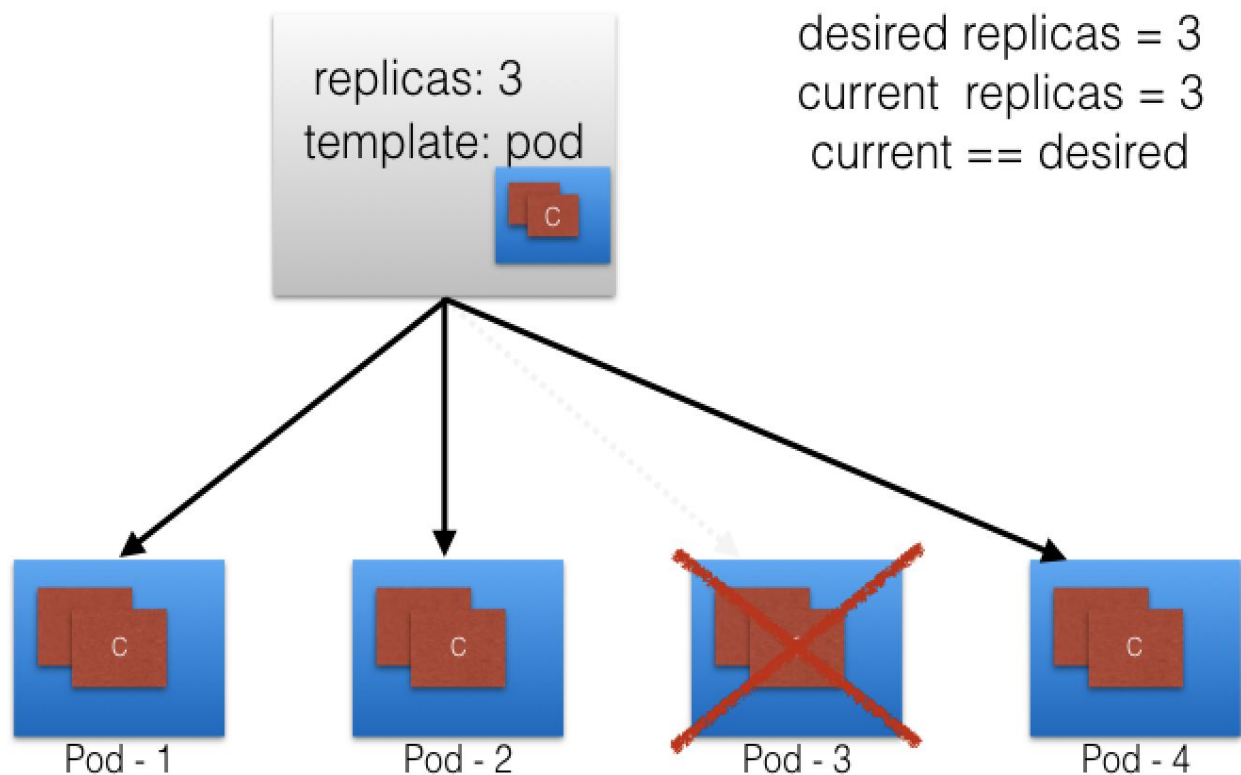 replicas: 3
template: pod
C
desired replicas = 3
current replicas = 3
current == desired
C
C
C
Pod - 1
Pod - 2
Pod - 3
Pod - 4